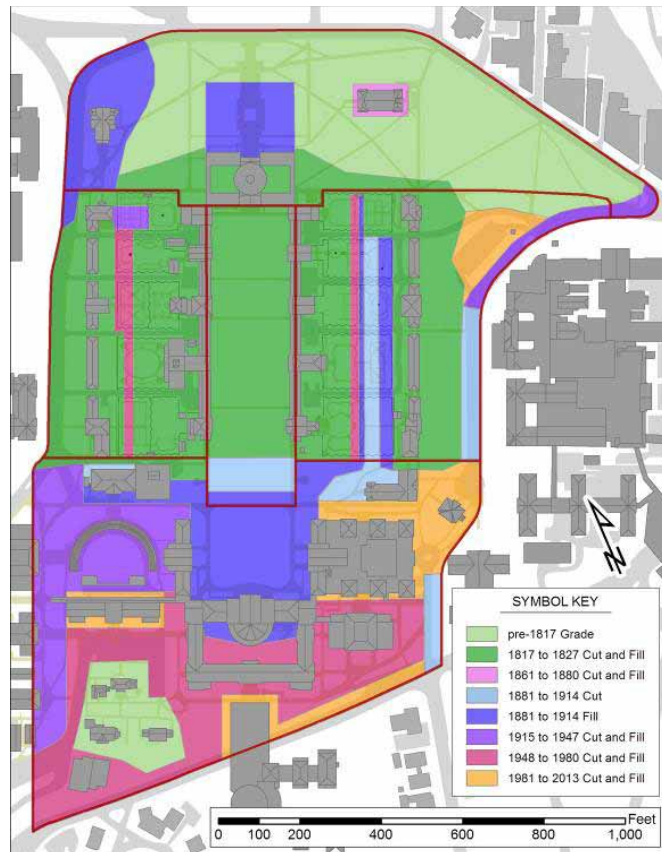 SYMBOL KEY
pre-1817 Grade
1817 to 1827 Cut and Fill
1861 to 1880 Cut and Fill
1881 to 1914 Cut
1881 to 1914 Fill
1915 to 1947 Cut and Fill
1948 to 1980 Cut and Fill
1981 to 2013 Cut and Fill
N
Feet
0 100 200 400 600 800 1,000